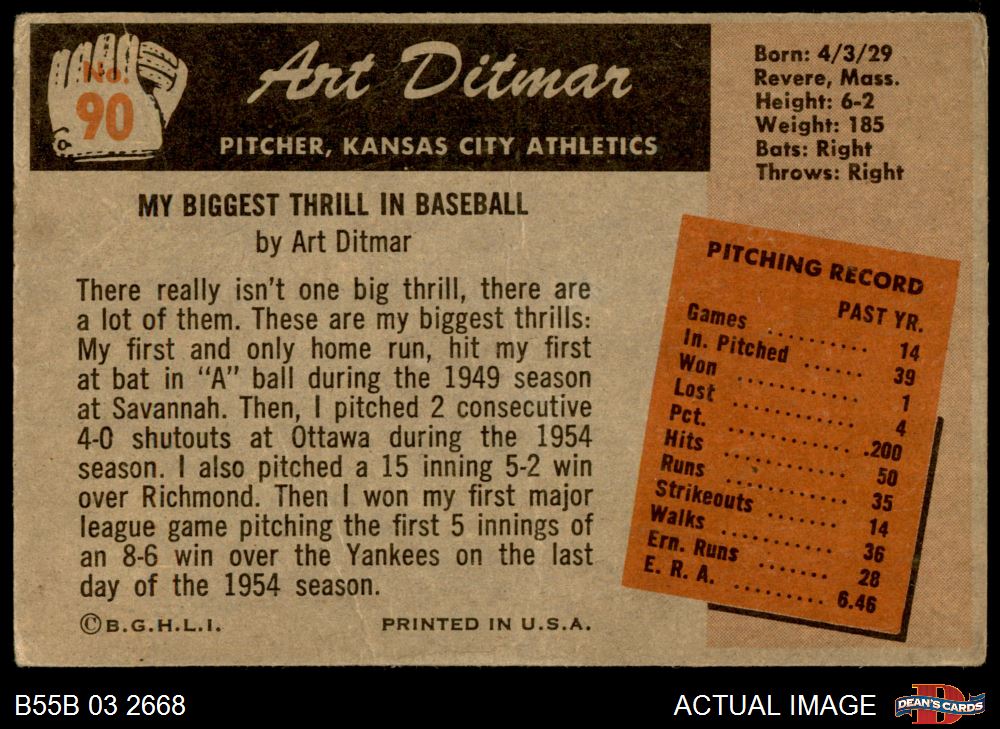 No.
90
Art Ditmar
PITCHER, KANSAS CITY ATHLETICS
Born: 4/3/29
Revere, Mass.
Height: 6-2
Weight: 185
Bats: Right
Throws: Right
MY BIGGEST THRILL IN BASEBALL
by Art Ditmar
There really isn't one big thrill, there are
a lot of them. These are my biggest thrills:
My first and only home run, hit my first
at bat in "A" ball during the 1949 season
at Savannah. Then, I pitched 2 consecutive
4-0 shutouts at Ottawa during the 1954
season. I also pitched a 15 inning 5-2 win
over Richmond. Then I won my first major
league game pitching the first 5 innings of
an 8-6 win over the Yankees on the last
day of the 1954 season.
©B.G.H.L.I.
PRINTED IN U.S.A.
PITCHING RECORD
PAST YR.
Games .......... 14
In. Pitched ...... 39
Won .......... 1
Lost .......... 4
Pct. .......... .200
Hits .......... 50
Runs .......... 35
Strikeouts ....... 14
Walks .......... 36
Ern. Runs ....... 28
E. R. A. ......... 6.46
B55B 03 2668
ACTUAL IMAGE
DEAN'S CARDS